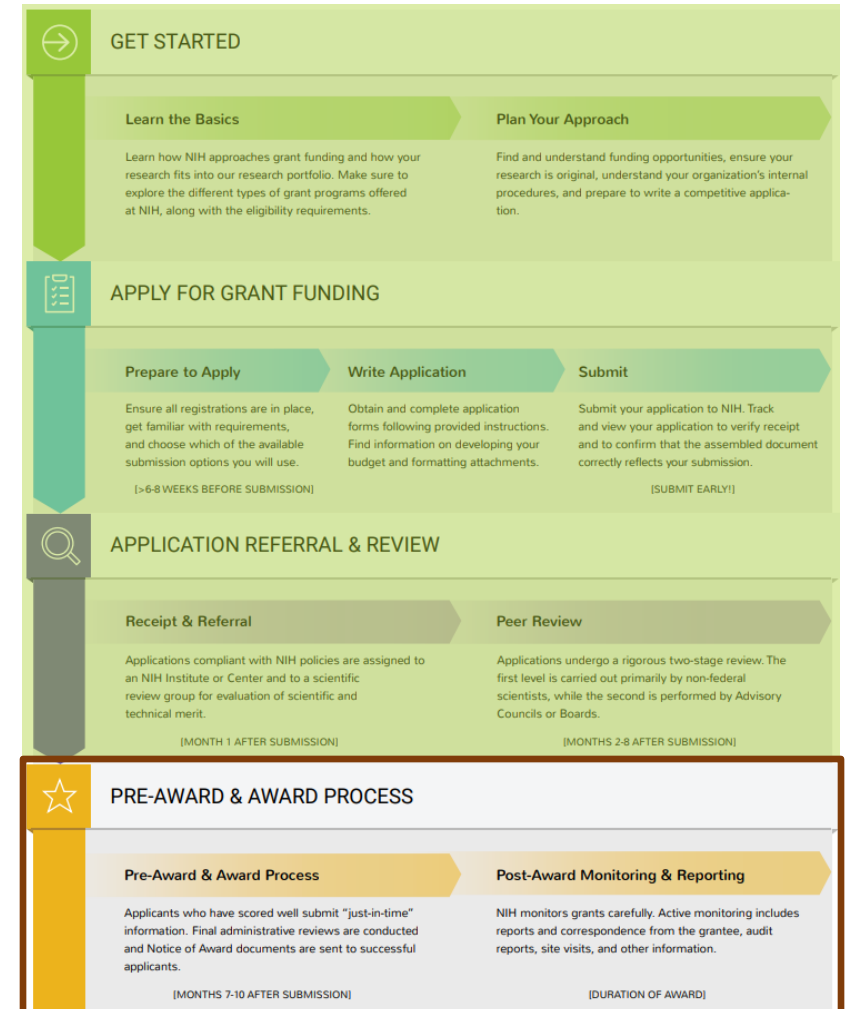 GET STARTED
Learn the Basics
Learn how NIH approaches grant funding and how your
research fits into our research portfolio. Make sure to
explore the different types of grant programs offered
at NIH, along with the eligibility requirements.
Plan Your Approach
Find and understand funding opportunities, ensure your
research is original, understand your organization's internal
procedures, and prepare to write a competitive applica-
tion.
APPLY FOR GRANT FUNDING
Prepare to Apply
Ensure all registrations are in place,
get familiar with requirements,
and choose which of the available
submission options you will use.
[>6-8 WEEKS BEFORE SUBMISSION]
Write Application
Obtain and complete application
forms following provided instructions.
Find information on developing your
budget and formatting attachments.
Submit
Submit your application to NIH. Track
and view your application to verify receipt
and to confirm that the assembled document
correctly reflects your submission.
[SUBMIT EARLY!]
APPLICATION REFERRAL & REVIEW
Receipt & Referral
Applications compliant with NIH policies are assigned to
an NIH Institute or Center and to a scientific
review group for evaluation of scientific and
technical merit.
[MONTH 1 AFTER SUBMISSION]
Peer Review
Applications undergo a rigorous two-stage review. The
first level is carried out primarily by non-federal
scientists, while the second is performed by Advisory
Councils or Boards.
[MONTHS 2-8 AFTER SUBMISSION]
PRE-AWARD & AWARD PROCESS
Pre-Award & Award Process
Applicants who have scored well submit “just-in-time”
information. Final administrative reviews are conducted
and Notice of Award documents are sent to successful
applicants.
[MONTHS 7-10 AFTER SUBMISSION]
Post-Award Monitoring & Reporting
NIH monitors grants carefully. Active monitoring includes
reports and correspondence from the grantee, audit
reports, site visits, and other information.
[DURATION OF AWARD]